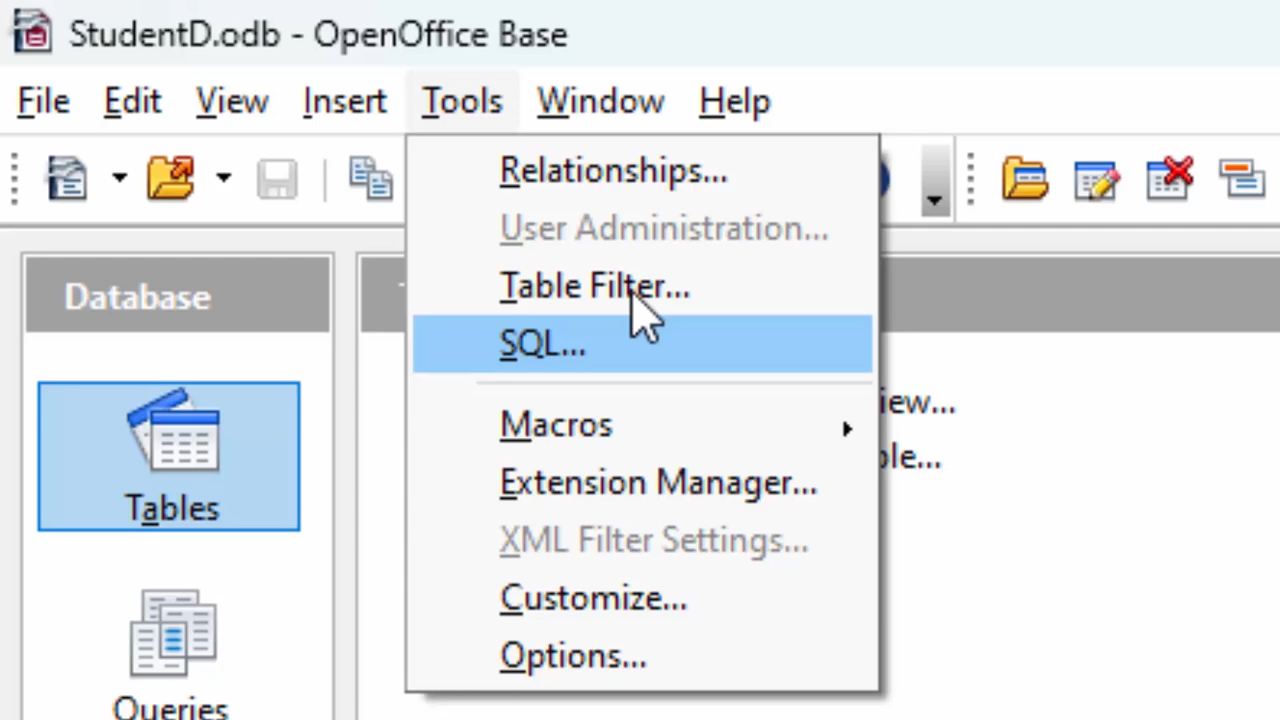 StudentD.odb - OpenOffice Base
File Edit View Insert Tools Window Help
Relationships...
User Administration...
Table Filter...
SQL...
Macros
Extension Manager...
XML Filter Settings...
Customize...
Options...
Database
Tables
Queries